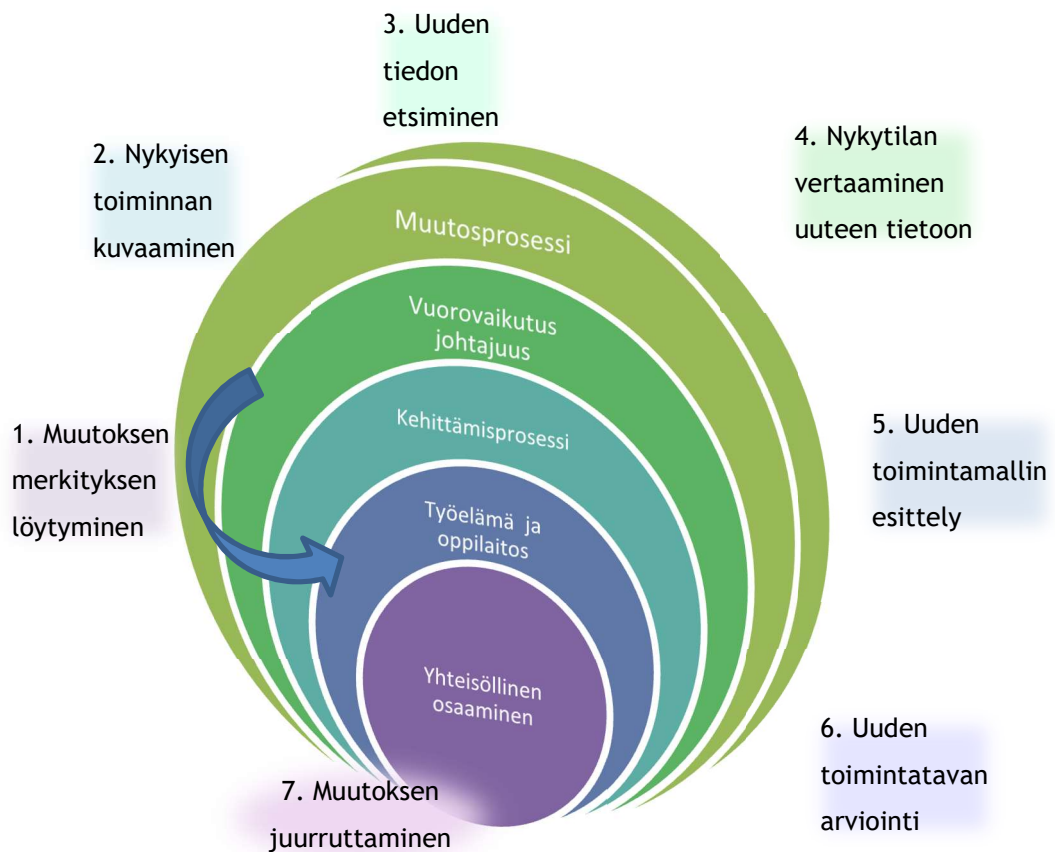 3. Uuden
tiedon
etsiminen
2. Nykyisen
toiminnan
kuvaaminen
4. Nykytilan
vertaaminen
uuteen tietoon
Muutosprosessi
Vuorovaikutus
johtajuus
Kehittämisprosessi
1. Muutoksen
merkityksen
löytyminen
5. Uuden
toimintamallin
esittely
Työelämä ja
oppilaitos
Yhteisöllinen
osaaminen
6. Uuden
toimintatavan
arviointi
7. Muutoksen
juurruttaminen